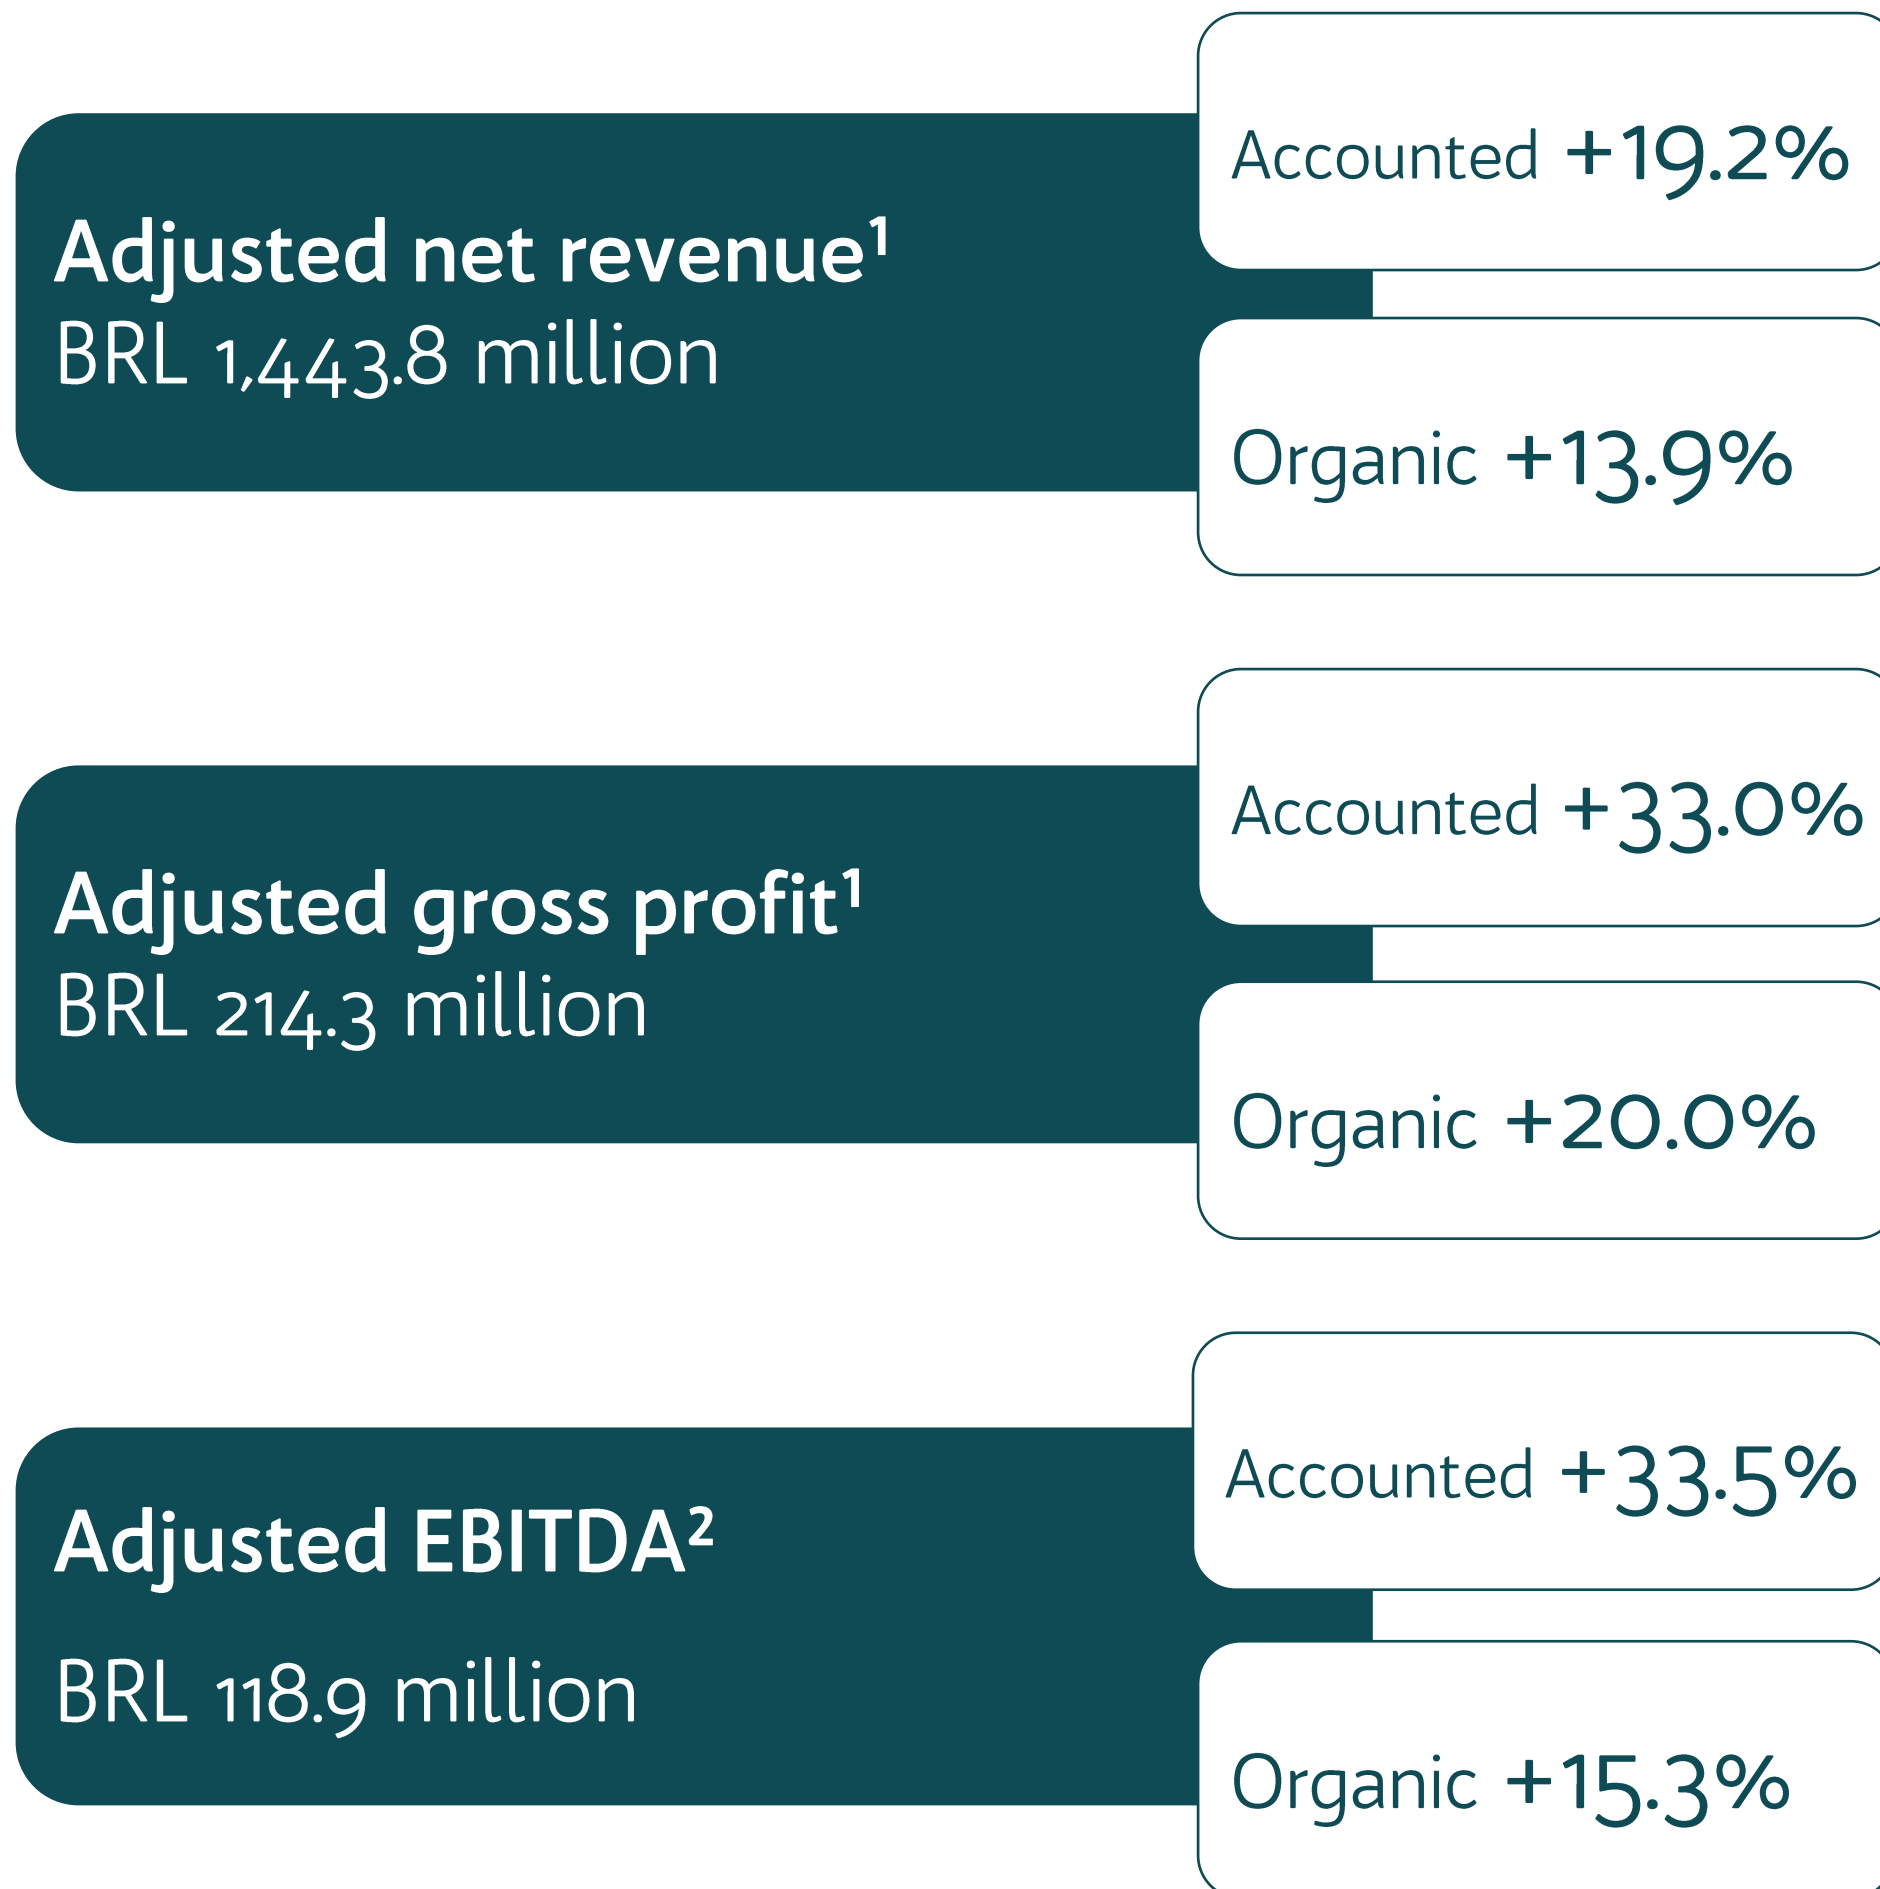 Adjusted net revenue¹
BRL 1,443.8 million
Accounted +19.2%
Organic +13.9%
Adjusted gross profit¹
BRL 214.3 million
Accounted +33.0%
Organic +20.0%
Adjusted EBITDA²
BRL 118.9 million
Accounted +33.5%
Organic +15.3%